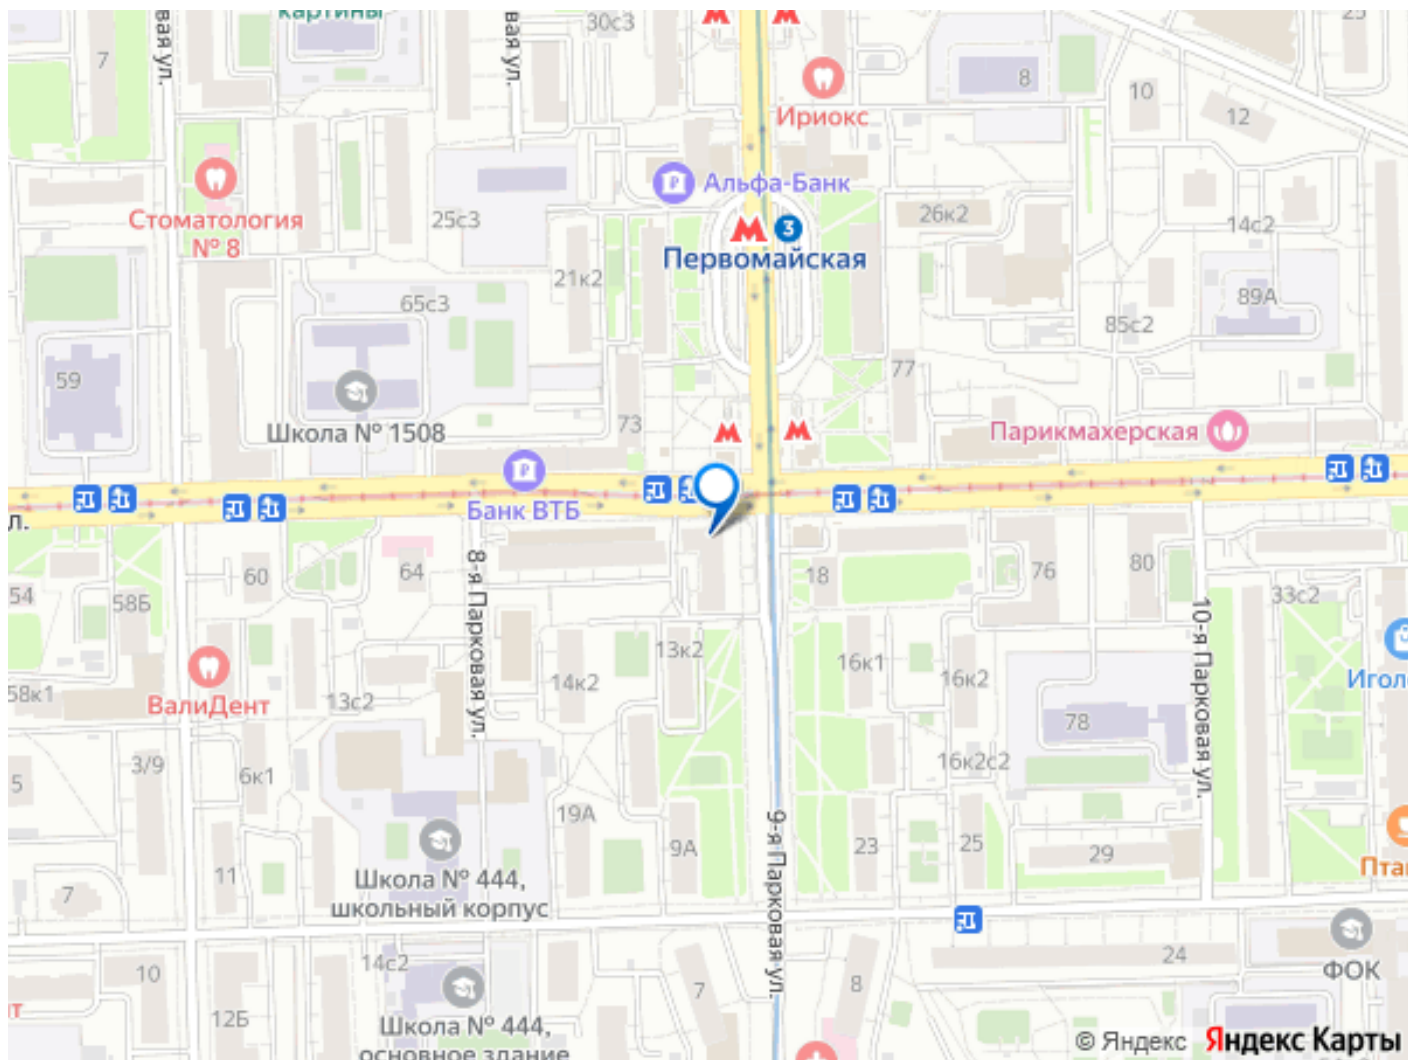 картины
30с3
25
7
вая ул.
вая ул.
8
10
12
Ириокс
Альфа-Банк
Стоматология
№ 8
25с3
26к2
14с2
3
Первомайская
21к2
65с3
89А
85с2
59
77
73
Школа № 1508
Парикмахерская
Банк ВТБ
л.
54
58Б
60
64
8-я Парковая ул.
18
76
80
10-я Парковая ул.
33с2
13к2
16к1
16к2
14к2
58к1
13с2
ВалиДент
Игол
78
3/9
6к1
16к2с2
5
19А
9А
9-я Парковая ул.
23
25
29
Пта
11
7
Школа № 444,
школьный корпус
24
ФОК
10
14с2
7
8
12Б
Школа № 444,
основное здание
т
© Яндекс Яндекс Карты